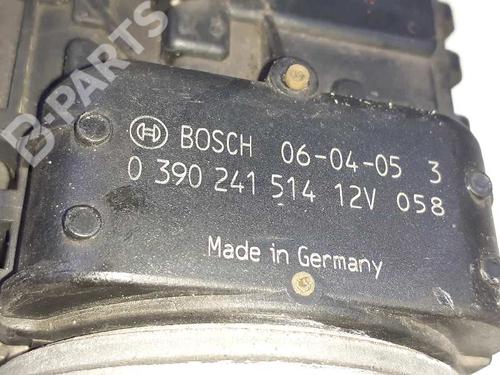 B-PARTS
BOSCH 06-04-05 3
0 390 241 514 12V 058
Made in Germany